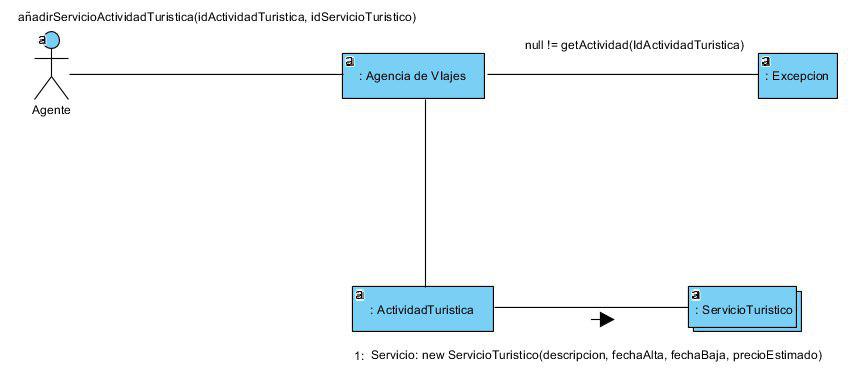 añadirServicioActividadTuristica(idActividadTuristica, idServicioTuristico)
a
Agente
a
: Agencia de VIajes
null != getActividad(IdActividadTuristica)
a
: Excepcion
a
: ActividadTuristica
a
: ServicioTuristico
1: Servicio: new ServicioTuristico(descripcion, fechaAlta, fechaBaja, precioEstimado)